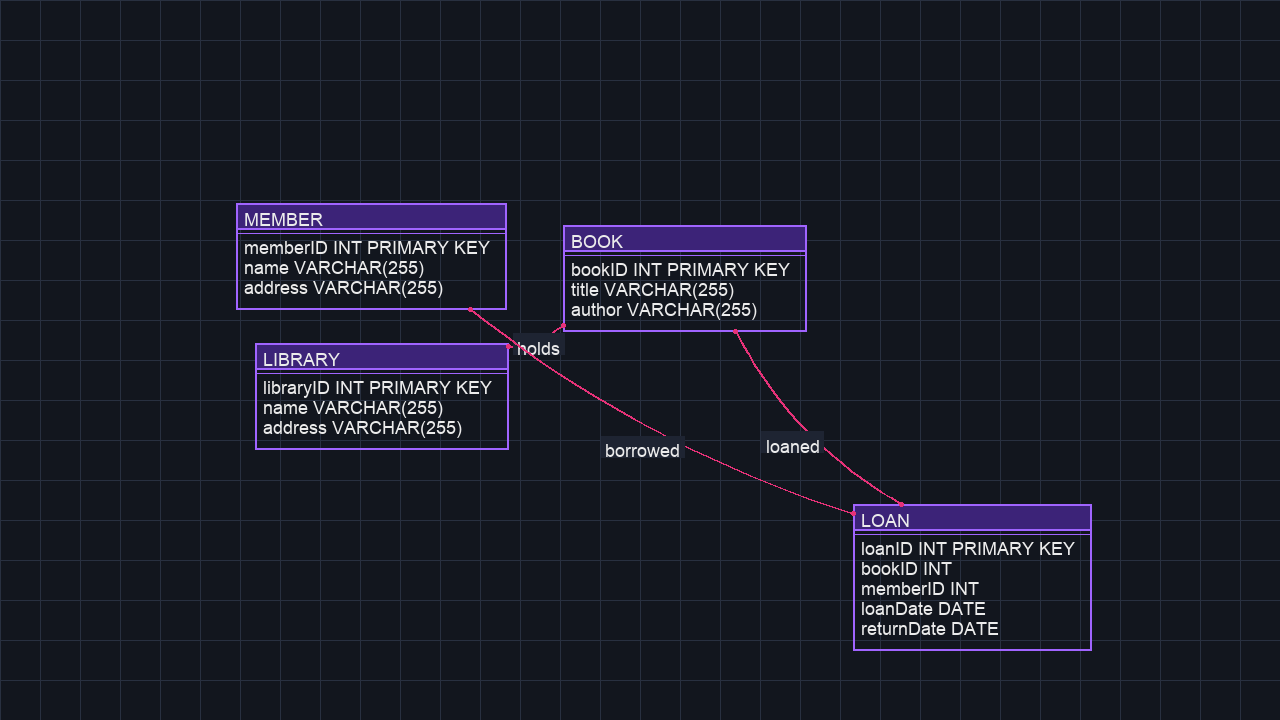 MEMBER
memberID INT PRIMARY KEY
name VARCHAR(255)
address VARCHAR(255)
BOOK
bookID INT PRIMARY KEY
title VARCHAR(255)
author VARCHAR(255)
holds
LIBRARY
libraryID INT PRIMARY KEY
name VARCHAR(255)
address VARCHAR(255)
borrowed
loaned
LOAN
loanID INT PRIMARY KEY
bookID INT
memberID INT
loanDate DATE
returnDate DATE